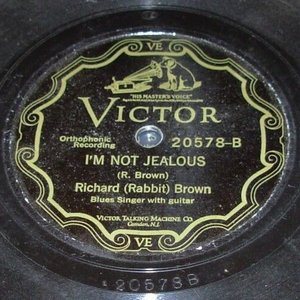 VE
"HIS MASTER'S VOICE"
VICTOR
Orthophonic
Recording
20578-B
I'M NOT JEALOUS
(R. Brown)
Richard (Rabbit) Brown
Blues Singer with guitar
VICTOR TALKING MACHINE CO.
Camden, N.J.
VE
20578B